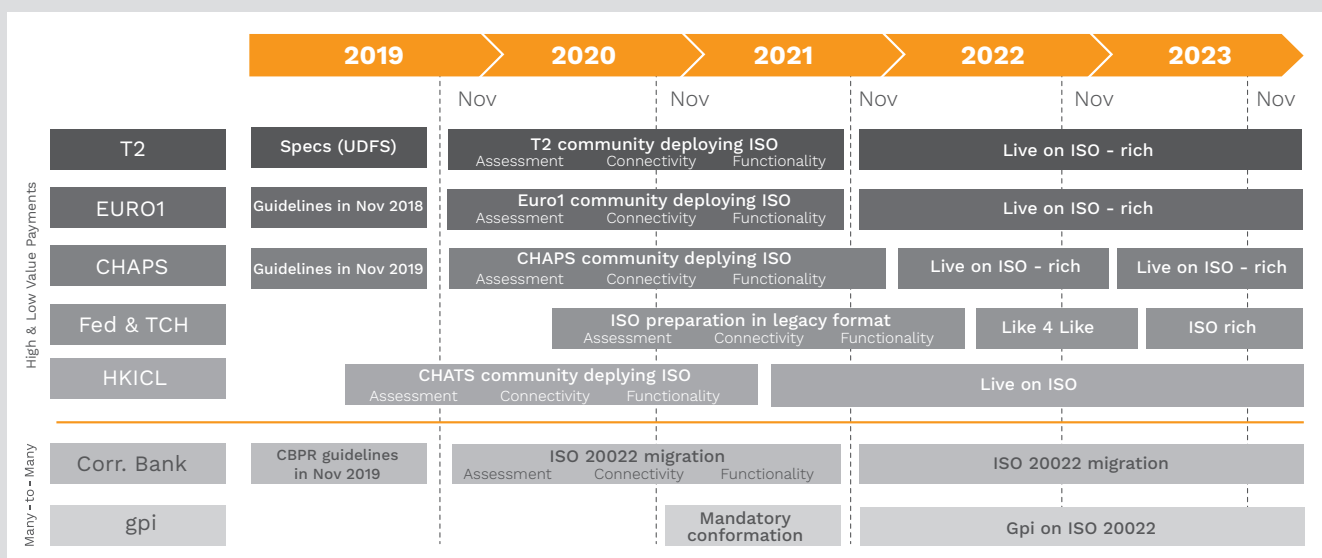 2019 2020 2021 2022 2023
Nov Nov Nov Nov Nov
High & Low Value Payments
T2
Specs (UDFS)
T2 community deploying ISO
Assessment Connectivity Functionality
Live on ISO - rich
EURO1
Guidelines in Nov 2018
Euro1 community deploying ISO
Assessment Connectivity Functionality
Live on ISO - rich
CHAPS
Guidelines in Nov 2019
CHAPS community deplying ISO
Assessment Connectivity Functionality
Live on ISO - rich
Live on ISO - rich
Fed & TCH
ISO preparation in legacy format
Assessment Connectivity Functionality
Like 4 Like
ISO rich
HKICL
CHATS community deplying ISO
Assessment Connectivity Functionality
Live on ISO
Many-to-Many
Corr. Bank
CBPR guidelines
in Nov 2019
ISO 20022 migration
Assessment Connectivity Functionality
ISO 20022 migration
gpi
Mandatory
conformation
Gpi on ISO 20022